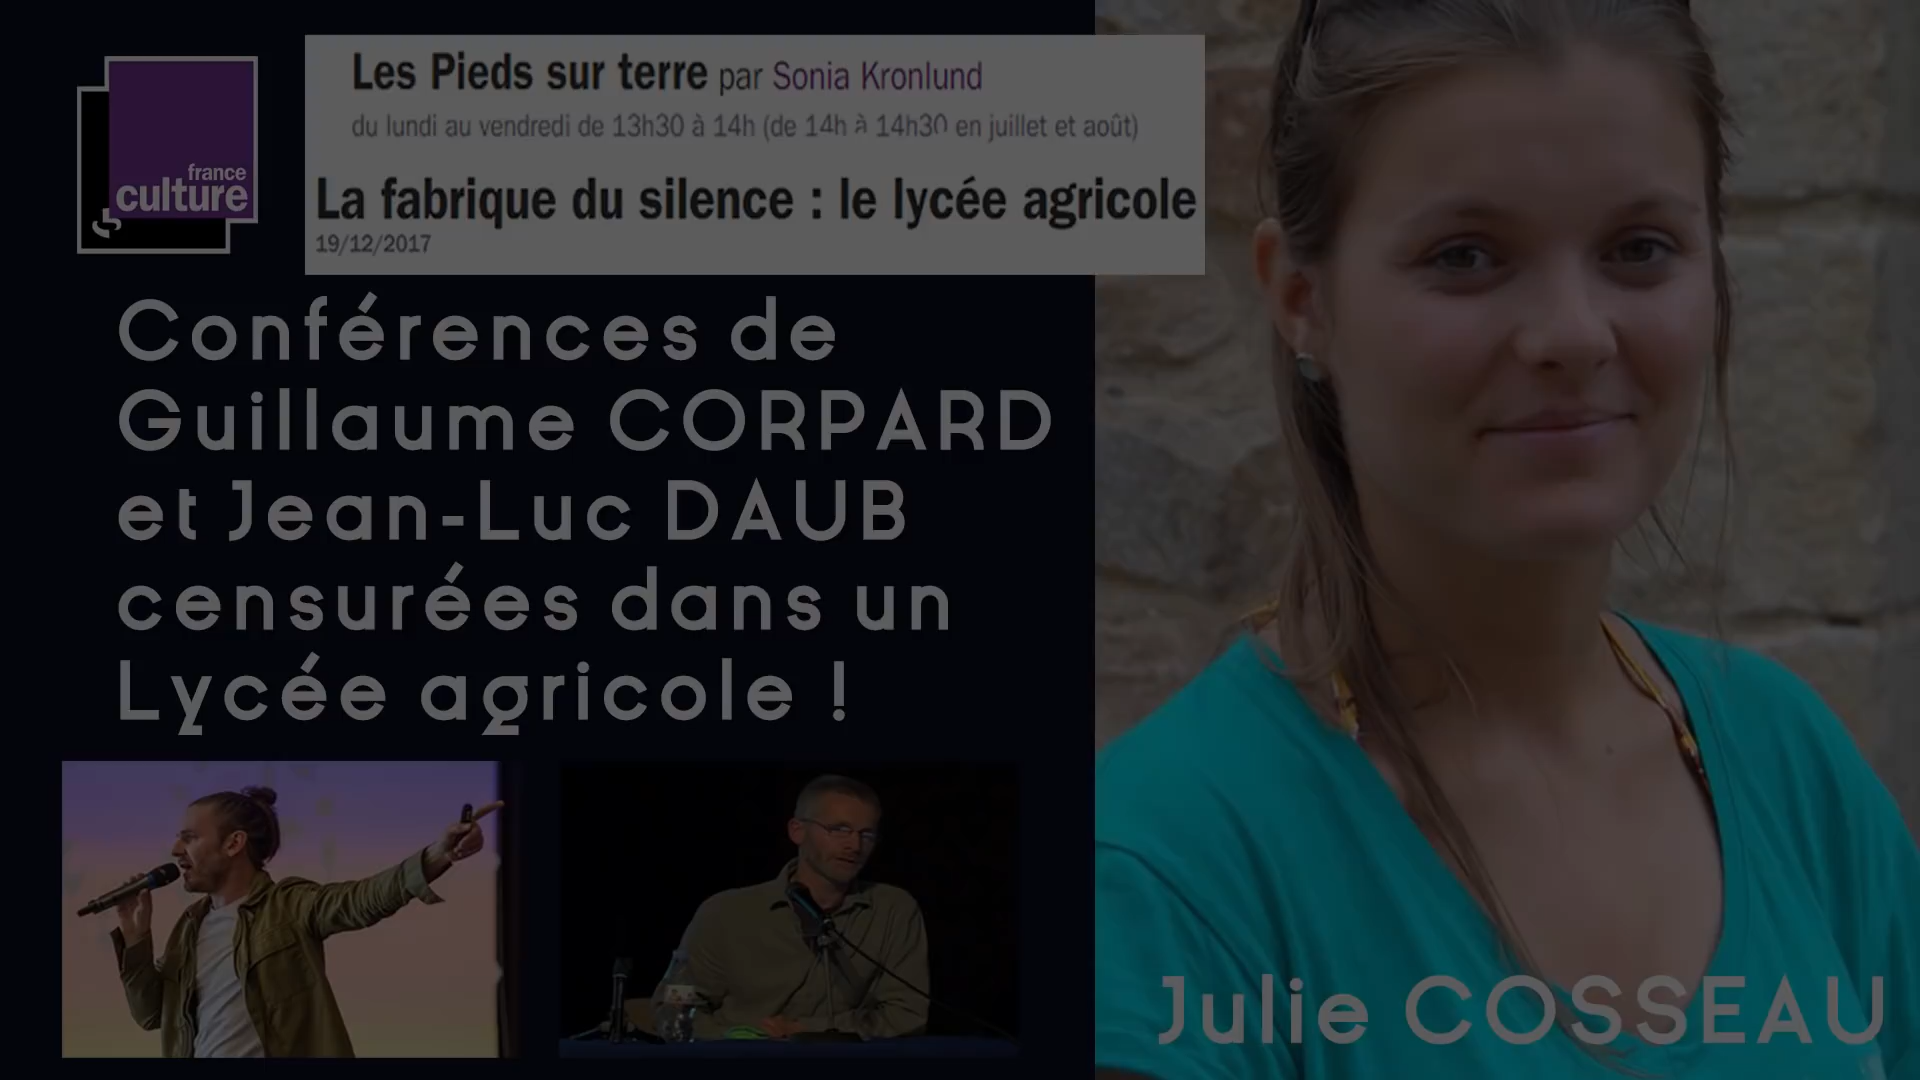 france
culture
Les Pieds sur terre par Sonia Kronlund
du lundi au vendredi de 13h30 à 14h (de 14h à 14h30 en juillet et août)
La fabrique du silence : le lycée agricole
19/12/2017
Conférences de
Guillaume CORPARD
et Jean-Luc DAUB
censurées dans un
Lycée agricole !
Julie COSSEAU